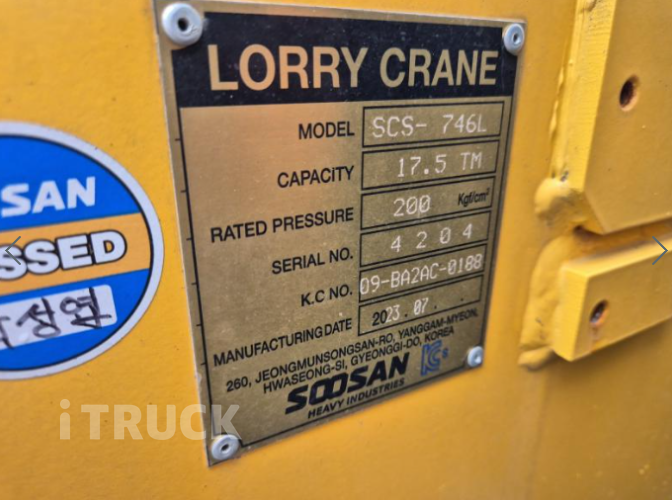 LORRY CRANE
MODEL SCS- 746L
CAPACITY 17.5 TM
RATED PRESSURE 200 Kgf/cm²
SERIAL NO. 4204
K.C NO. 09-BA2AC-0188
MANUFACTURING DATE 2023.07.
260, JEONGMUNSONGSAN-RO, YANGGAM-MYEON,
HWASEONG-SI, GYEONGGI-DO, KOREA
SOOSAN
HEAVY INDUSTRIES
SAN
SSED
성엽
iTRUCK